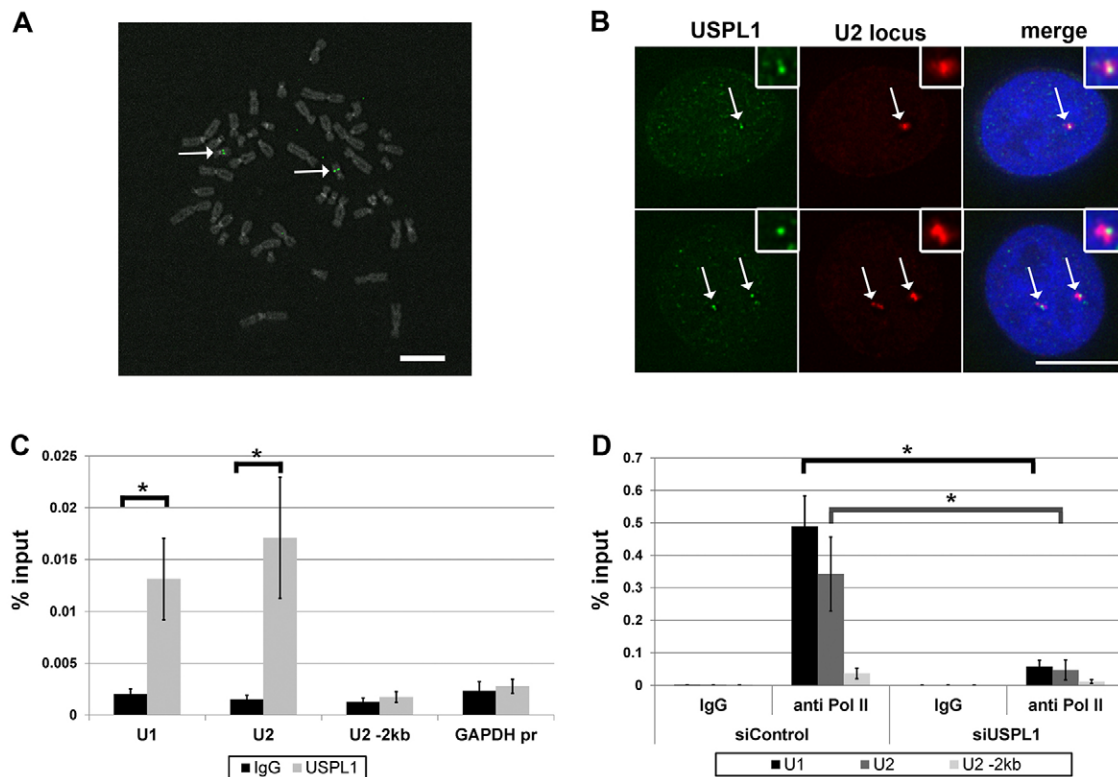 A
B
USPL1 U2 locus merge
C
*
*
0.025
0.02
0.015
0.01
0.005
0
% input
U1 U2 U2 -2kb GAPDH pr
IgG USPL1
D
*
*
0.7
0.6
0.5
0.4
0.3
0.2
0.1
0
% input
IgG anti Pol II IgG anti Pol II
siControl siUSPL1
U1 U2 U2 -2kb